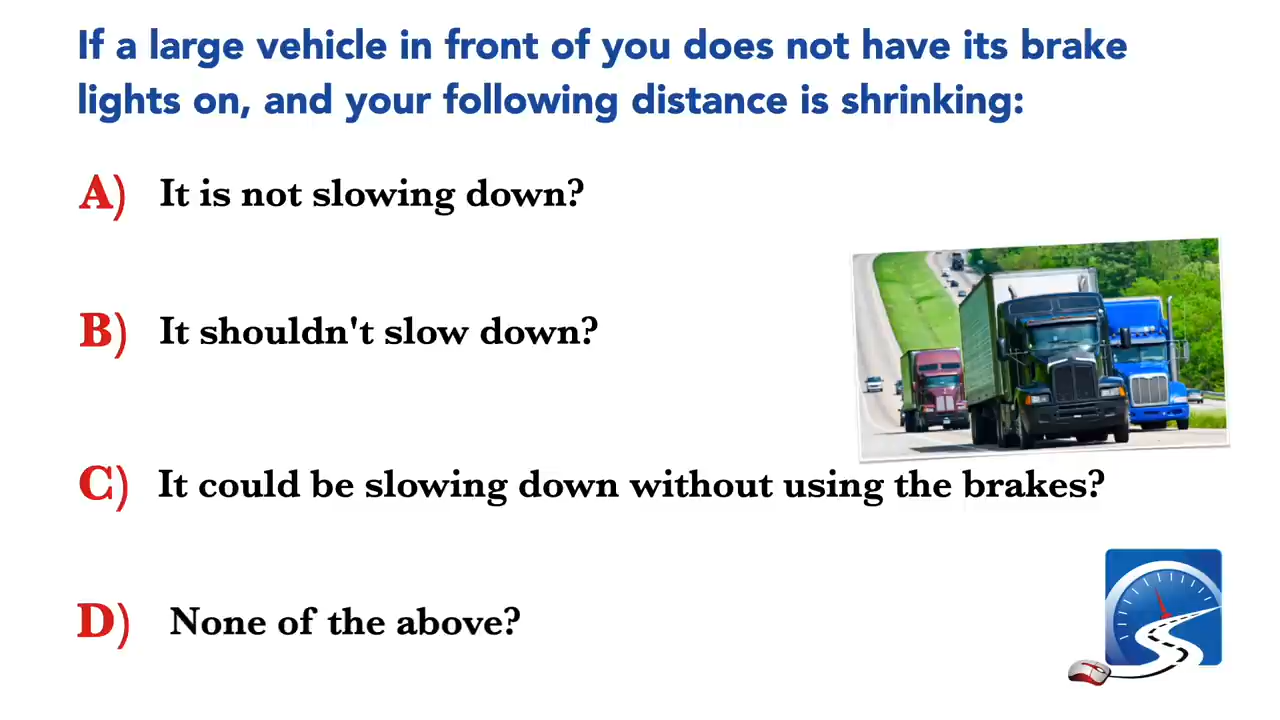 If a large vehicle in front of you does not have its brake
lights on, and your following distance is shrinking:
A) It is not slowing down?
B) It shouldn't slow down?
C) It could be slowing down without using the brakes?
D) None of the above?